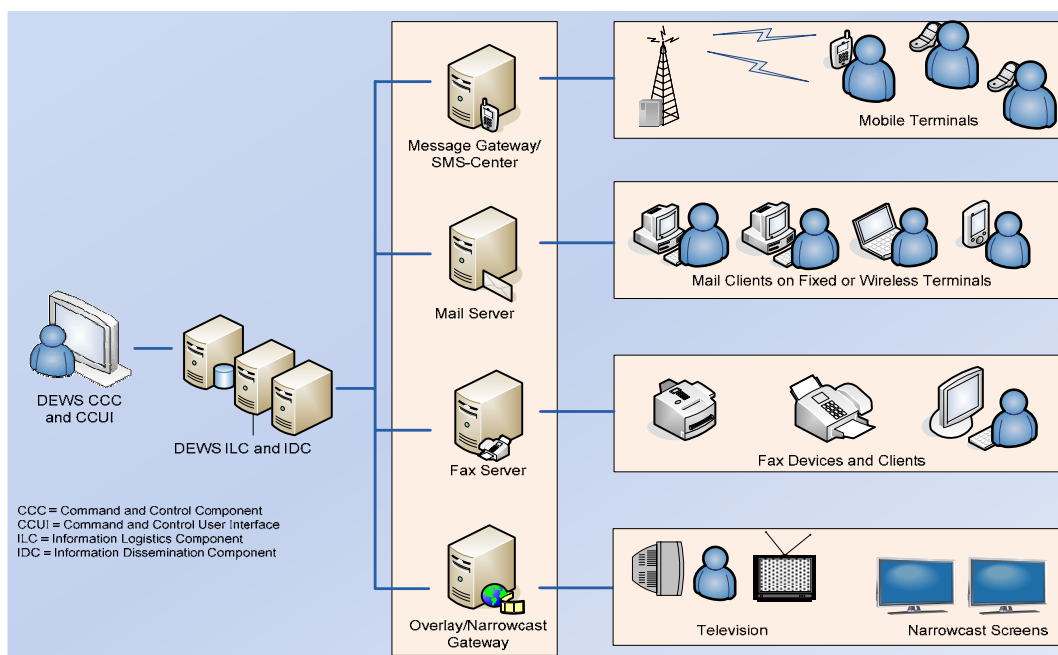 Message Gateway/
SMS-Center
Mobile Terminals
Mail Server
Mail Clients on Fixed or Wireless Terminals
DEWS CCC
and CCUI
DEWS ILC and IDC
Fax Server
Fax Devices and Clients
CCC = Command and Control Component
CCUI = Command and Control User Interface
ILC = Information Logistics Component
IDC = Information Dissemination Component
Overlay/Narrowcast
Gateway
Television
Narrowcast Screens